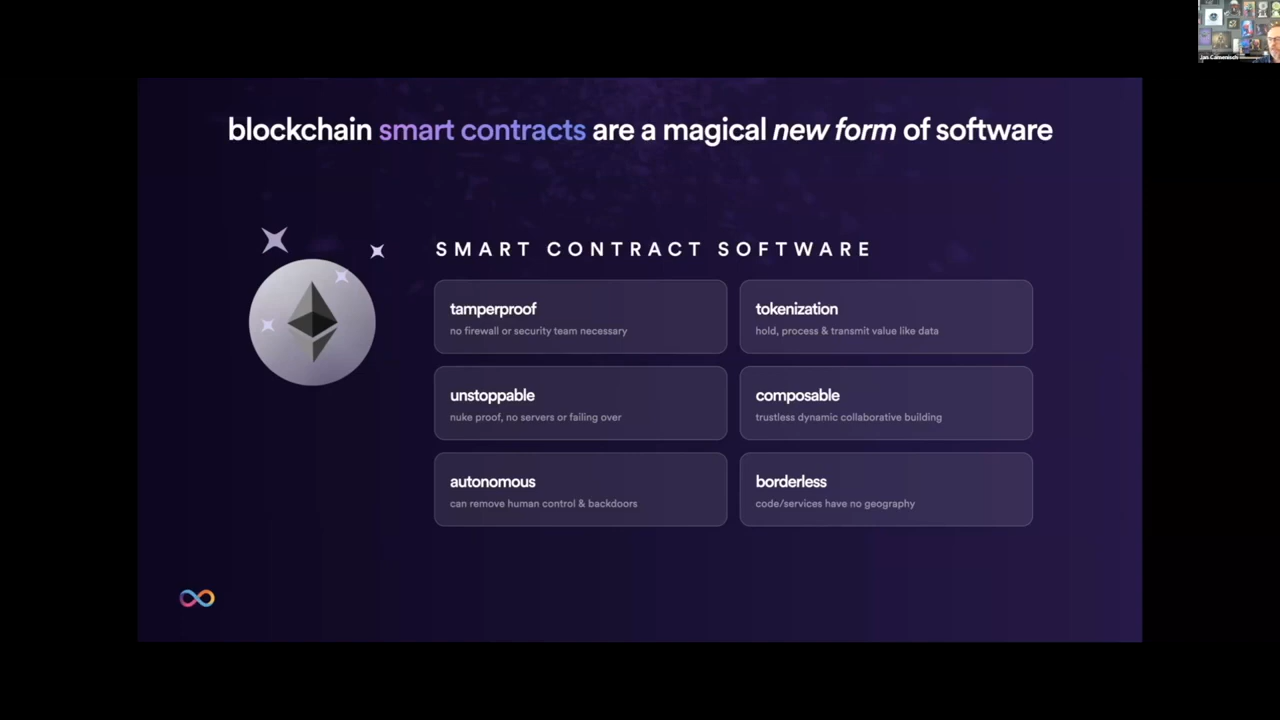 Jan Camenisch
blockchain smart contracts are a magical new form of software
SMART CONTRACT SOFTWARE
tamperproof
no firewall or security team necessary
tokenization
hold, process & transmit value like data
unstoppable
nuke proof, no servers or failing over
composable
trustless dynamic collaborative building
autonomous
can remove human control & backdoors
borderless
code/services have no geography